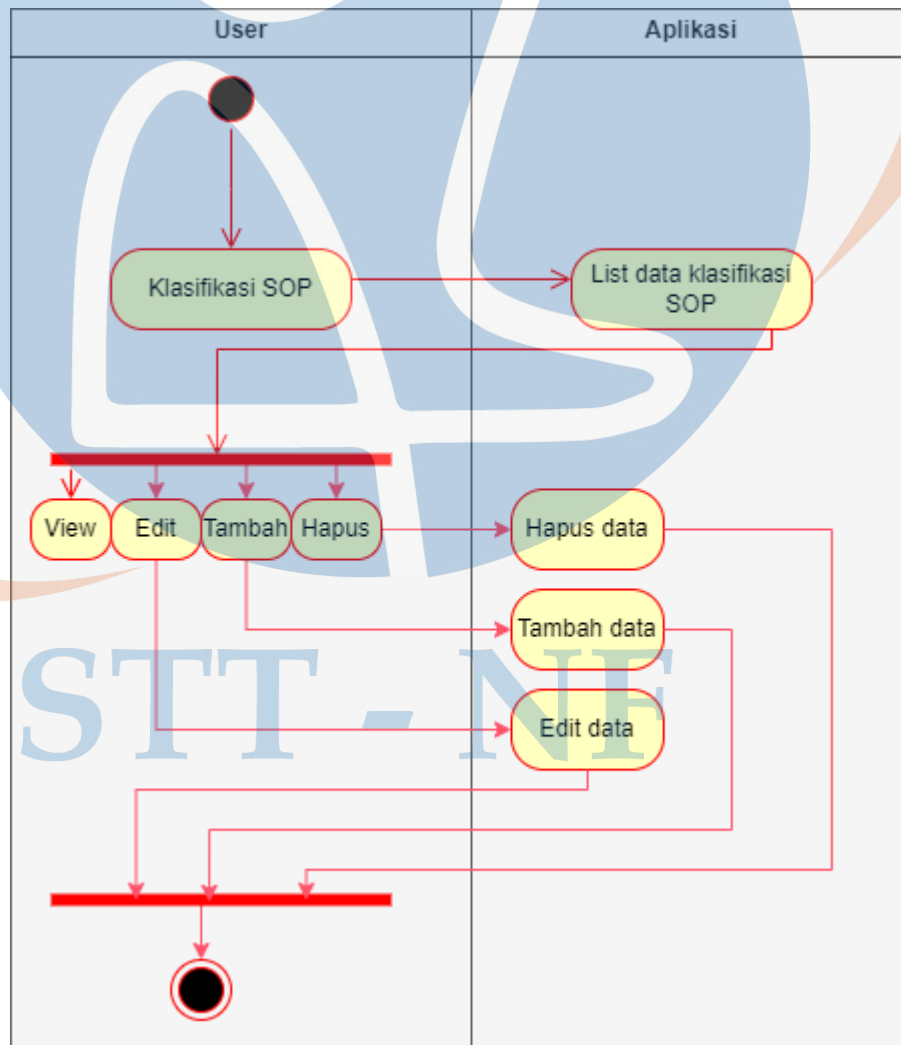 User
Aplikasi
Klasifikasi SOP
List data klasifikasi
SOP
View
Edit
Tambah
Hapus
Hapus data
Tambah data
Edit data
STT - NF